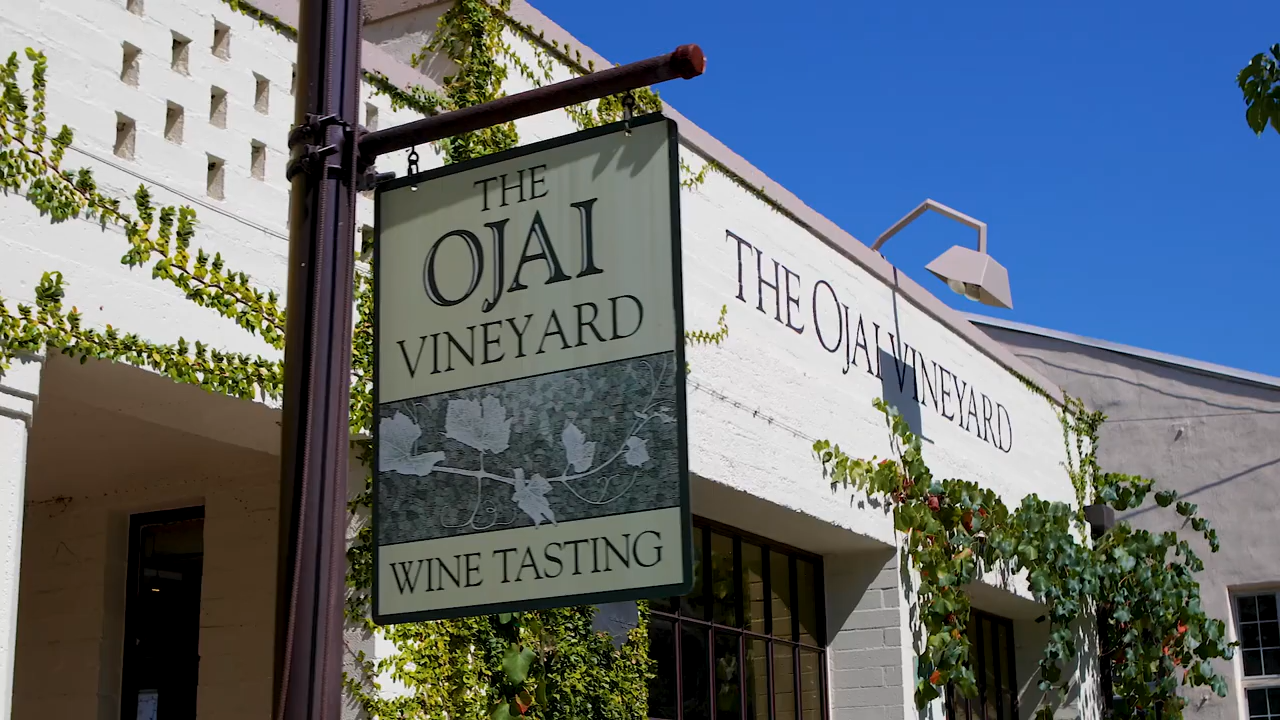 THE
OJAI
VINEYARD
WINE TASTING
THE OJAI VINEYARD